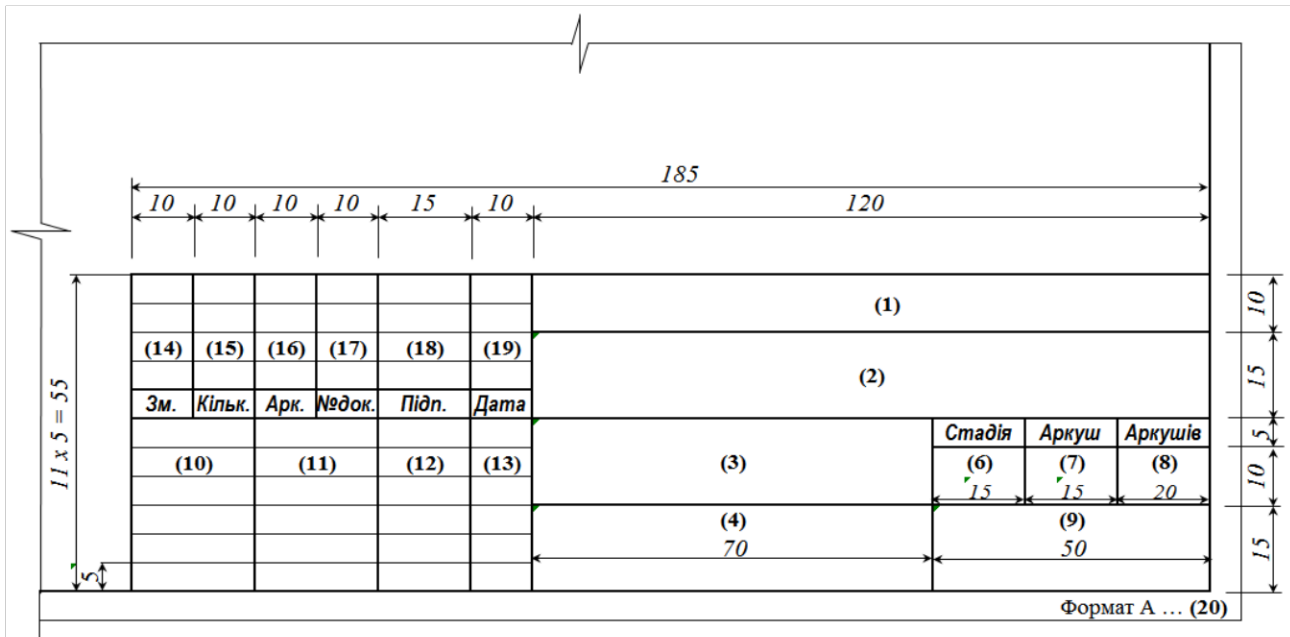 185
10 10 10 10 15 10 120
(1) 10
(14) (15) (16) (17) (18) (19)
(2) 15
11 x 5 = 55
Зм. Кільк. Арк. №док. Підп. Дата
Стадія Аркуш Аркушів 5
(10) (11) (12) (13) (3) (6) (7) (8) 10
15 15 20
(4) (9)
70 50 15
5
Формат А ... (20)